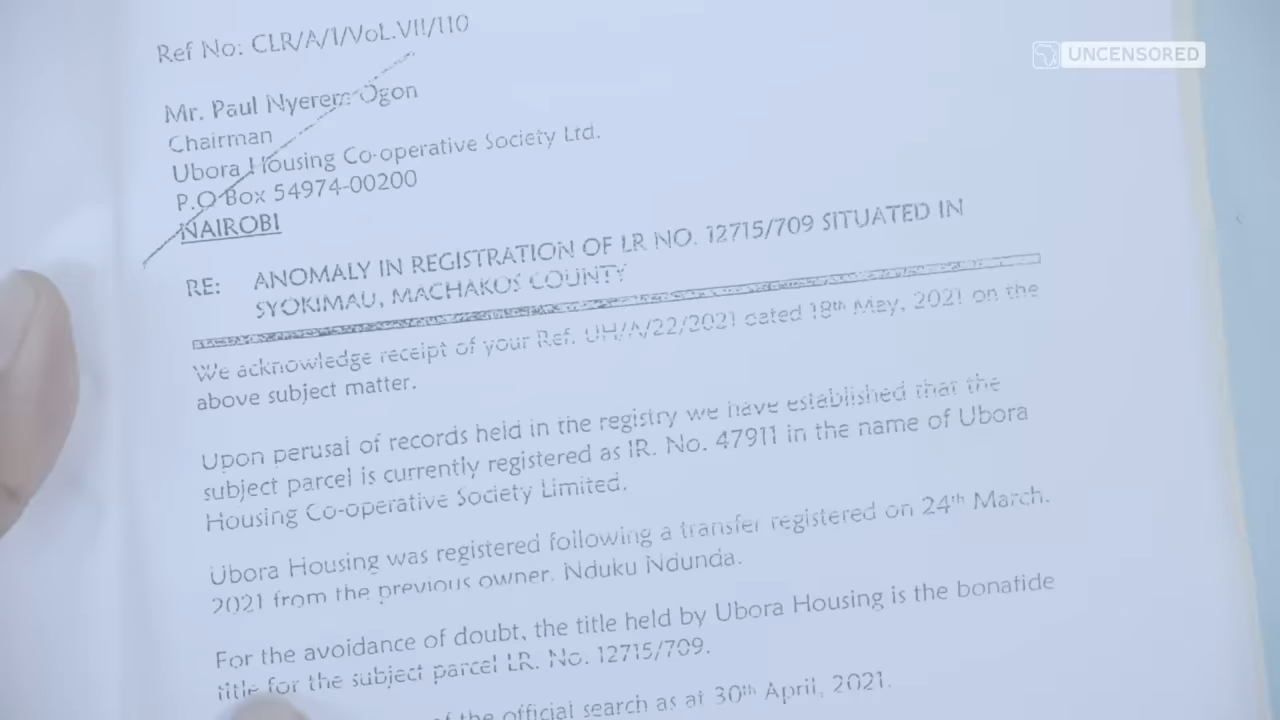 UNCENSORED
Ref No: CLR/A/1/VoL.VII/110
Mr. Paul Nyerere Ogon
Chairman
Ubora Housing Co-operative Society Ltd.
P.O Box 54974-00200
NAIROBI
RE: ANOMALY IN REGISTRATION OF LR NO. 12715/709 SITUATED IN
SYOKIMAU, MACHAKOS COUNTY
We acknowledge receipt of your Ref. UH/A/22/2021 dated 18th May, 2021 on the
above subject matter.
Upon perusal of records held in the registry we have established that the
subject parcel is currently registered as IR. No. 47911 in the name of Ubora
Housing Co-operative Society Limited.
Ubora Housing was registered following a transfer registered on 24th March.
2021 from the previous owner. Nduku Ndunda.
For the avoidance of doubt, the title held by Ubora Housing is the bonafide
title for the subject parcel LR. No. 12715/709.
of the official search as at 30th April, 2021.